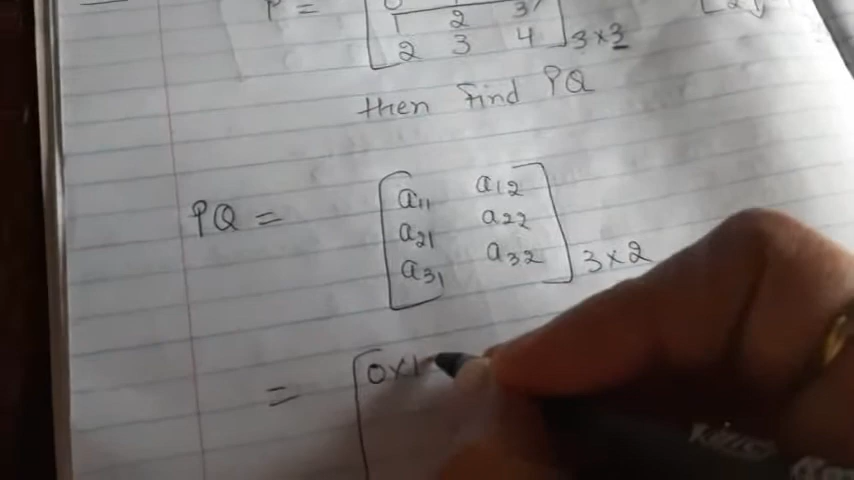 P =
1 2 3
2 3 4 3×3
2
then find PQ
PQ = a11 a12
a21 a22
a31 a32 3×2
= 0×1